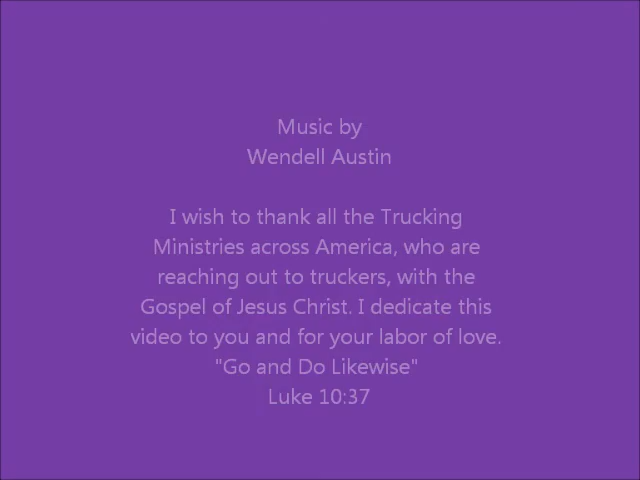 Music by
Wendell Austin
I wish to thank all the Trucking
Ministries across America, who are
reaching out to truckers, with the
Gospel of Jesus Christ. I dedicate this
video to you and for your labor of love.
"Go and Do Likewise"
Luke 10:37